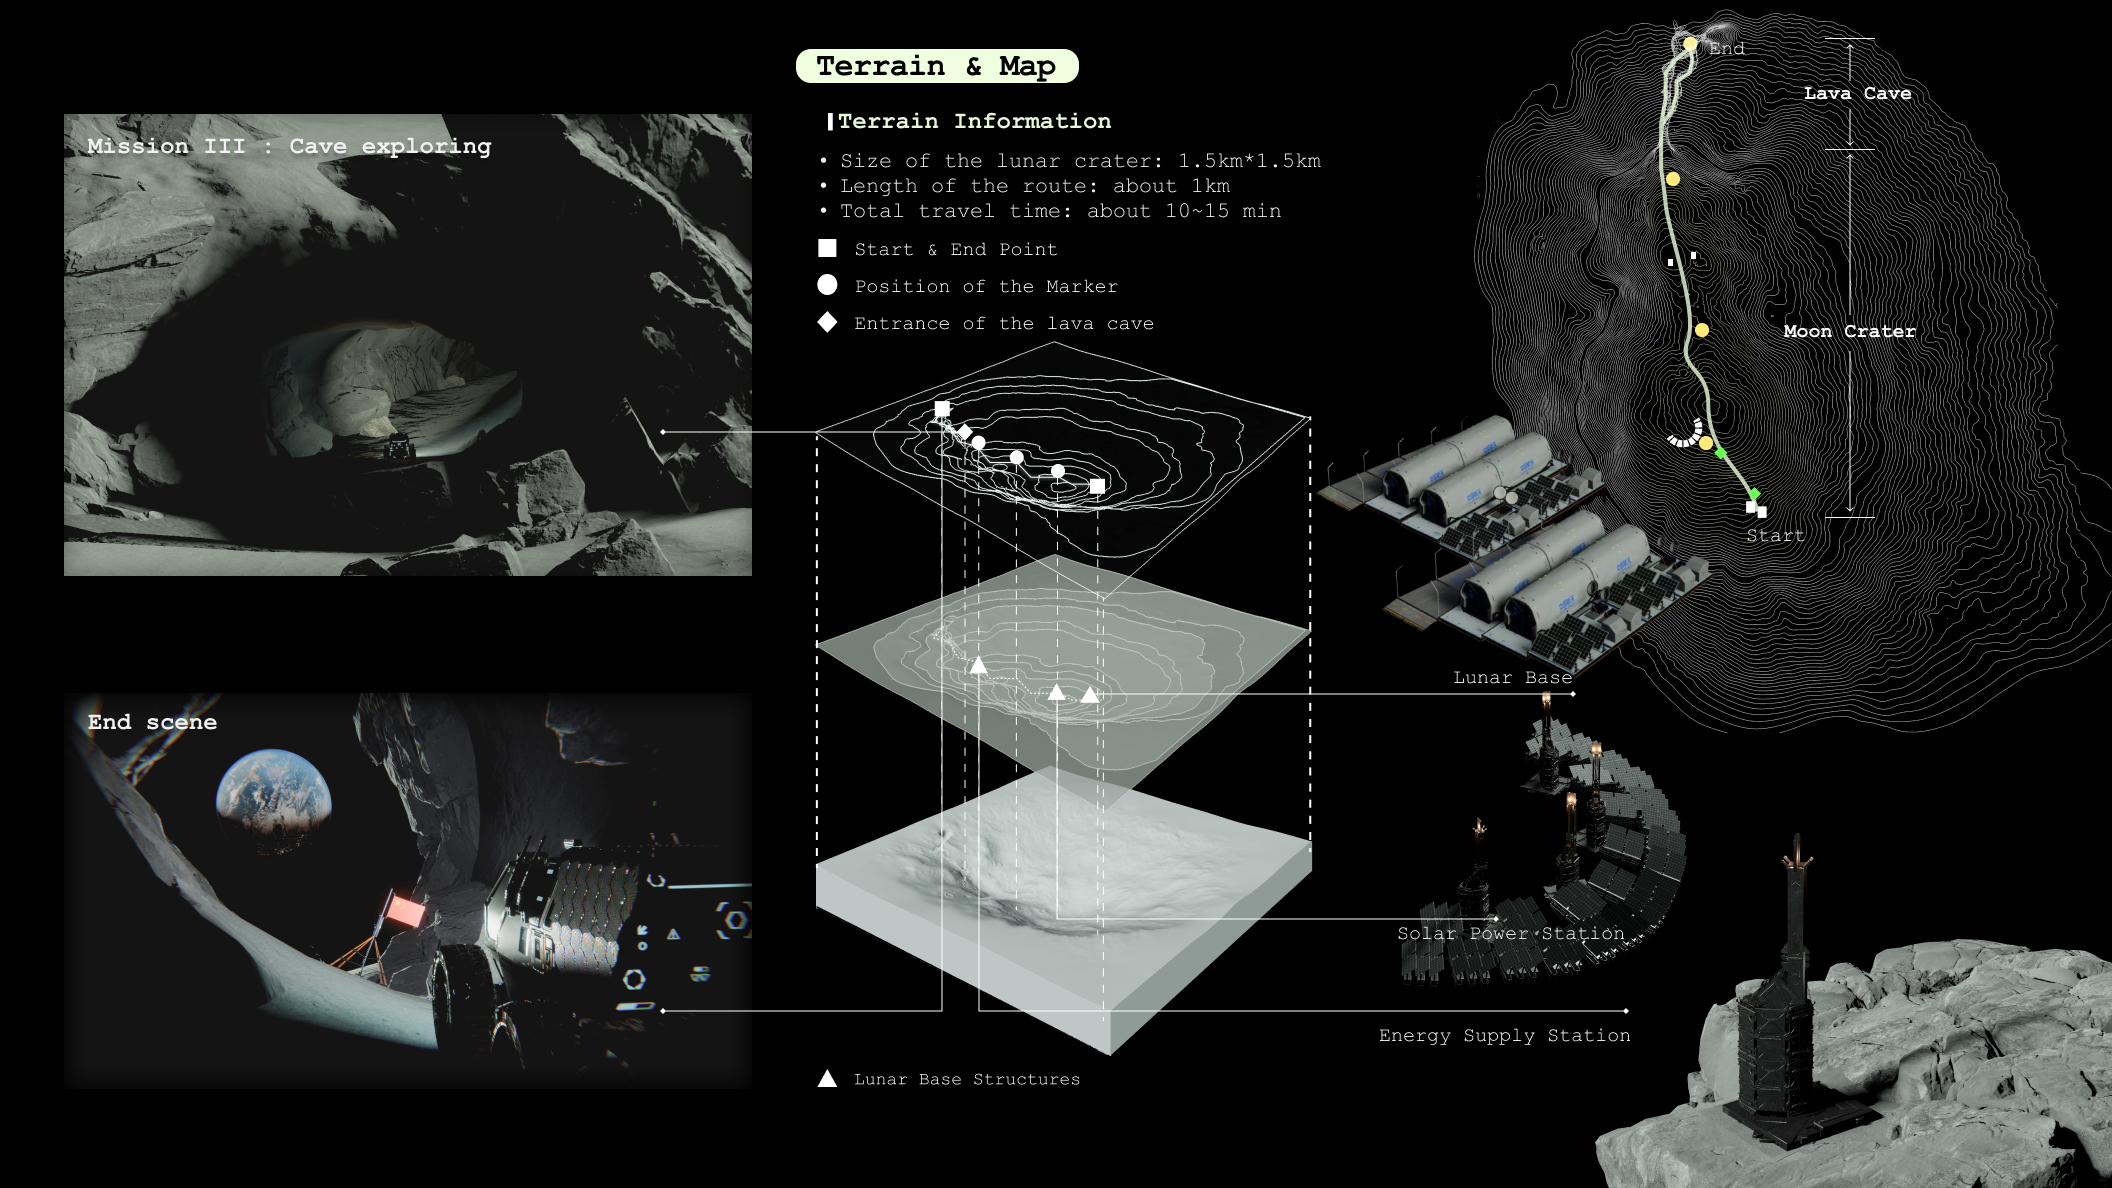 Terrain & Map
Terrain Information
• Size of the lunar crater: 1.5km*1.5km
• Length of the route: about 1km
• Total travel time: about 10~15 min
Start & End Point
Position of the Marker
Entrance of the lava cave
Mission III : Cave exploring
End scene
End
Lava Cave
Moon Crater
Start
Lunar Base
Solar Power Station
Energy Supply Station
Lunar Base Structures